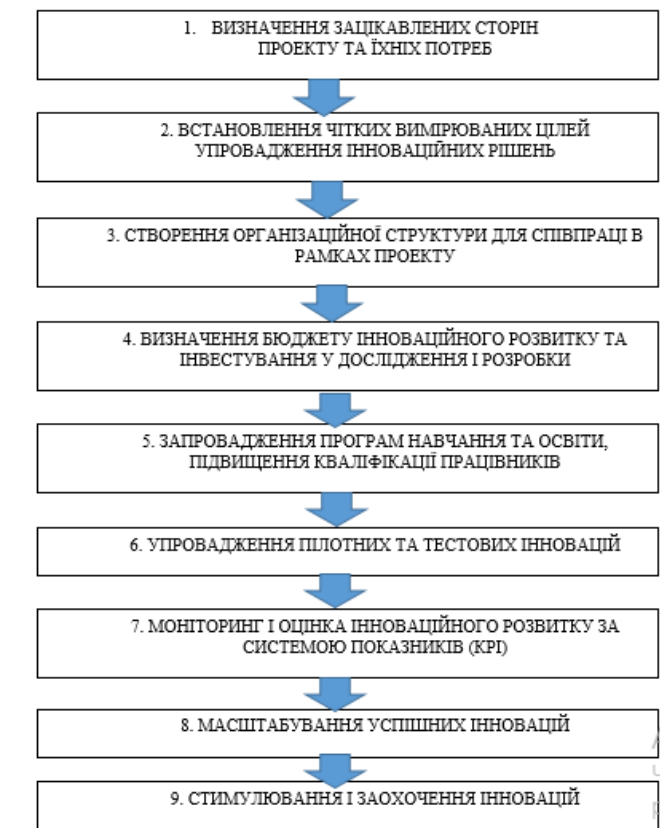 1. ВИЗНАЧЕННЯ ЗАЦІКАВЛЕНИХ СТОРІН
ПРОЕКТУ ТА ЇХНІХ ПОТРЕБ
2. ВСТАНОВЛЕННЯ ЧІТКИХ ВИМІРЮВАНИХ ЦІЛЕЙ
УПРОВАДЖЕННЯ ІННОВАЦІЙНИХ РІШЕНЬ
3. СТВОРЕННЯ ОРГАНІЗАЦІЙНОЇ СТРУКТУРИ ДЛЯ СПІВПРАЦІ В
РАМКАХ ПРОЕКТУ
4. ВИЗНАЧЕННЯ БЮДЖЕТУ ІННОВАЦІЙНОГО РОЗВИТКУ ТА
ІНВЕСТУВАННЯ У ДОСЛІДЖЕННЯ І РОЗРОБКИ
5. ЗАПРОВАДЖЕННЯ ПРОГРАМ НАВЧАННЯ ТА ОСВІТИ,
ПІДВИЩЕННЯ КВАЛІФІКАЦІЇ ПРАЦІВНИКІВ
6. УПРОВАДЖЕННЯ ПІЛОТНИХ ТА ТЕСТОВИХ ІННОВАЦІЙ
7. МОНІТОРИНГ І ОЦІНКА ІННОВАЦІЙНОГО РОЗВИТКУ ЗА
СИСТЕМОЮ ПОКАЗНИКІВ (КРІ)
8. МАСШТАБУВАННЯ УСПІШНИХ ІННОВАЦІЙ
9. СТИМУЛЮВАННЯ І ЗАОХОЧЕННЯ ІННОВАЦІЙ